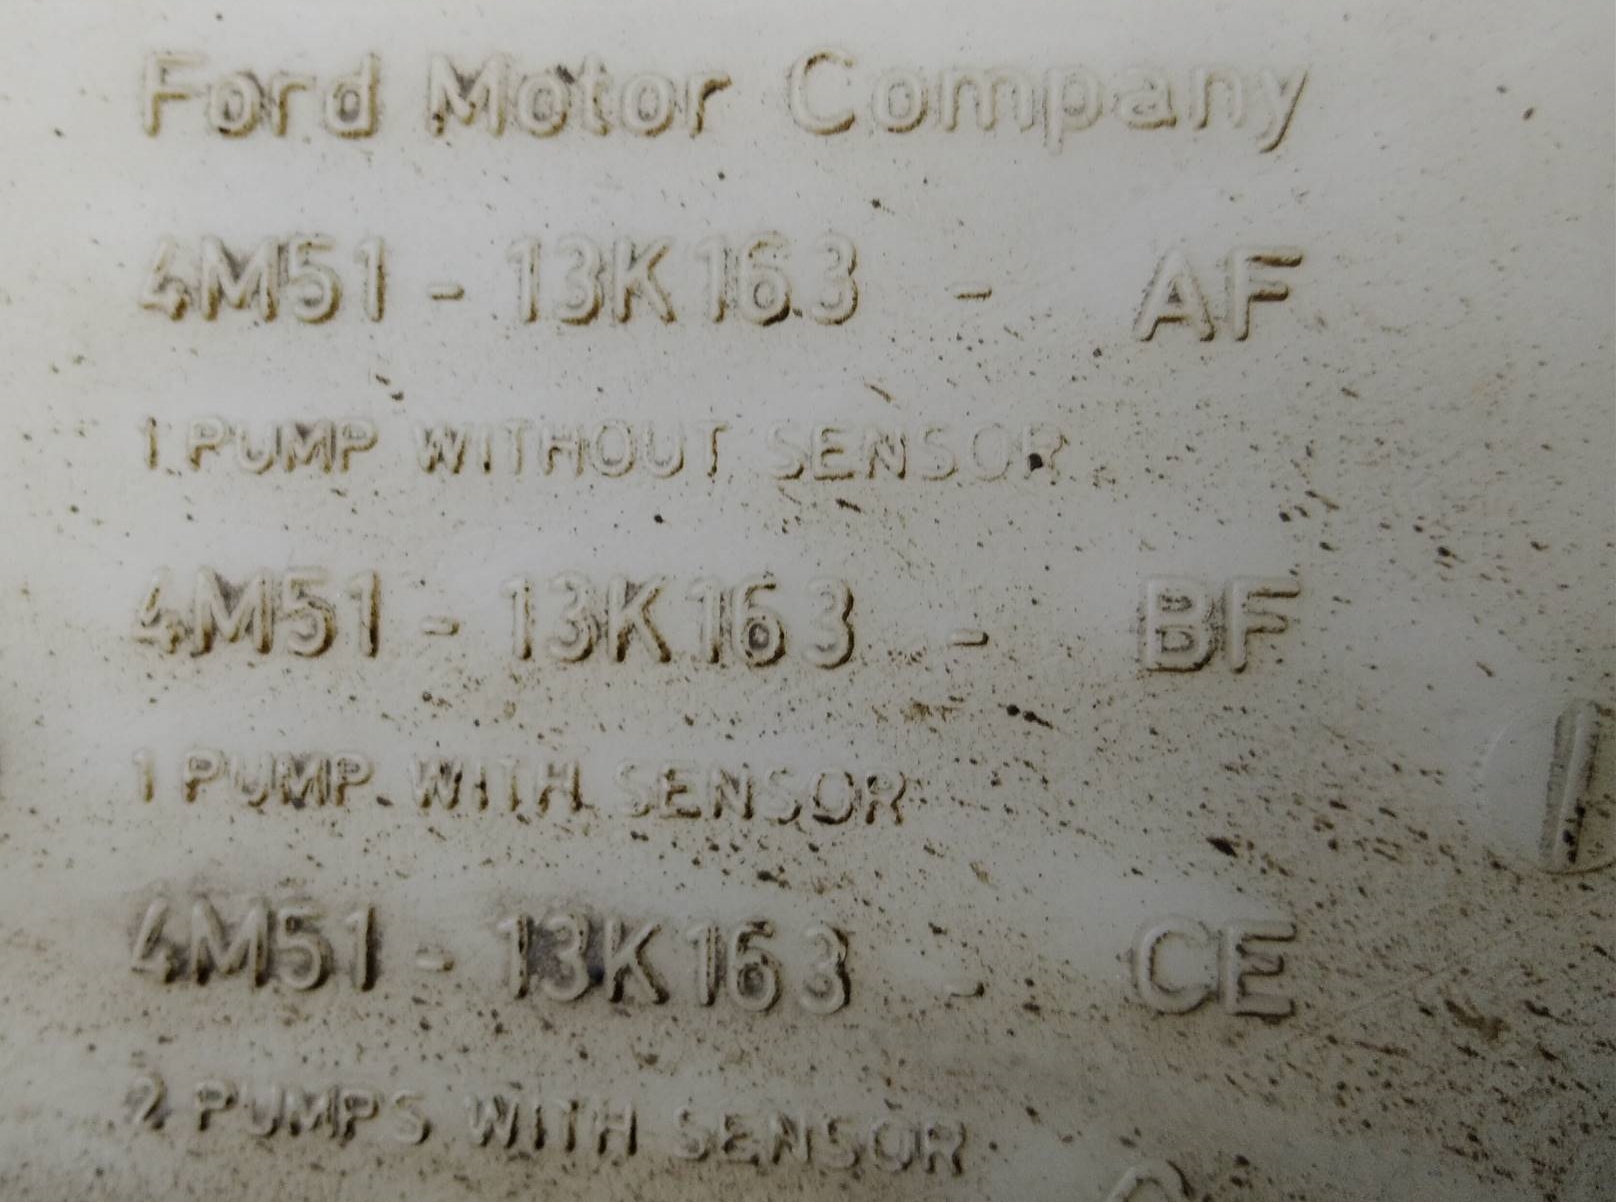 Ford Motor Company
4M51 - 13K163 - AF
1 PUMP WITHOUT SENSOR
4M51 - 13K163 - BF
1 PUMP WITH SENSOR
4M51 - 13K163 - CE
2 PUMPS WITH SENSOR